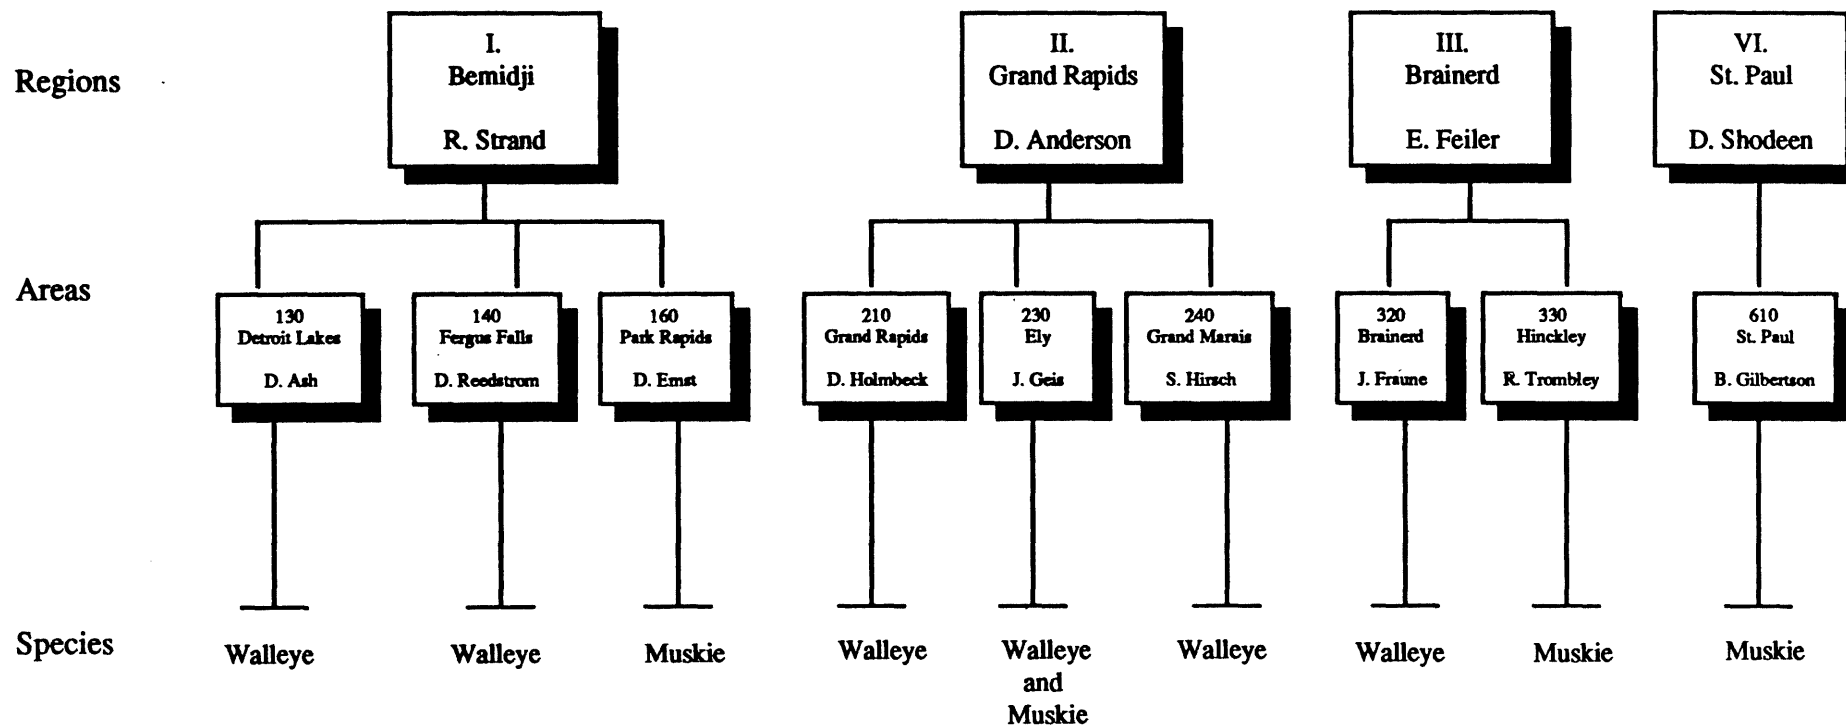 Regions
I.
Bemidji
R. Strand
II.
Grand Rapids
D. Anderson
III.
Brainerd
E. Feiler
VI.
St. Paul
D. Shodeen
Areas
130
Detroit Lakes
D. Ash
140
Fergus Falls
D. Reedstrom
160
Park Rapids
D. Ernst
210
Grand Rapids
D. Holmbeck
230
Ely
J. Geis
240
Grand Marais
S. Hirsch
320
Brainerd
J. Fraune
330
Hinckley
R. Trombley
610
St. Paul
B. Gilbertson
Species
Walleye
Walleye
Muskie
Walleye
Walleye
and
Muskie
Walleye
Walleye
Muskie
Muskie